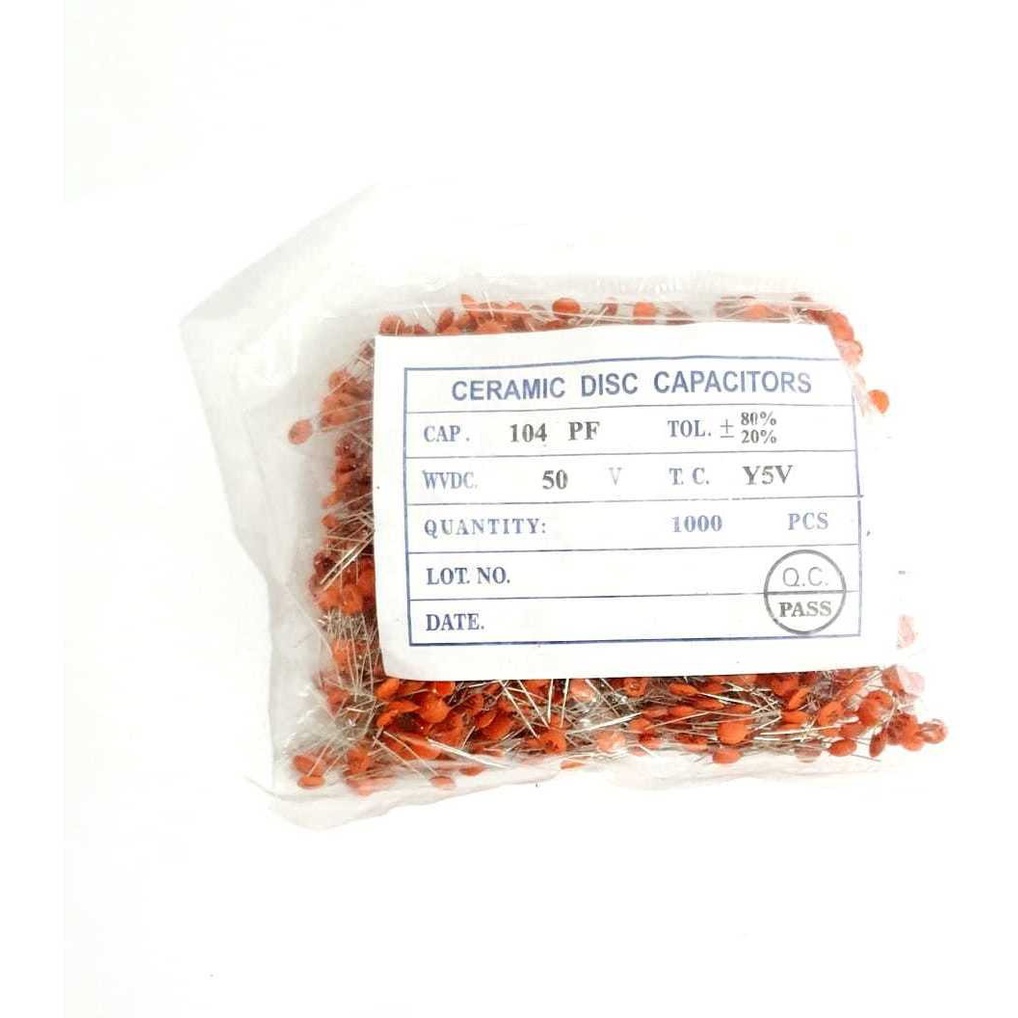 CERAMIC DISC CAPACITORS
CAP. 104 PF TOL. ± 80% 20%
WVDC. 50 V T. C. Y5V
QUANTITY: 1000 PCS
LOT. NO.
Q.C.
PASS
DATE.